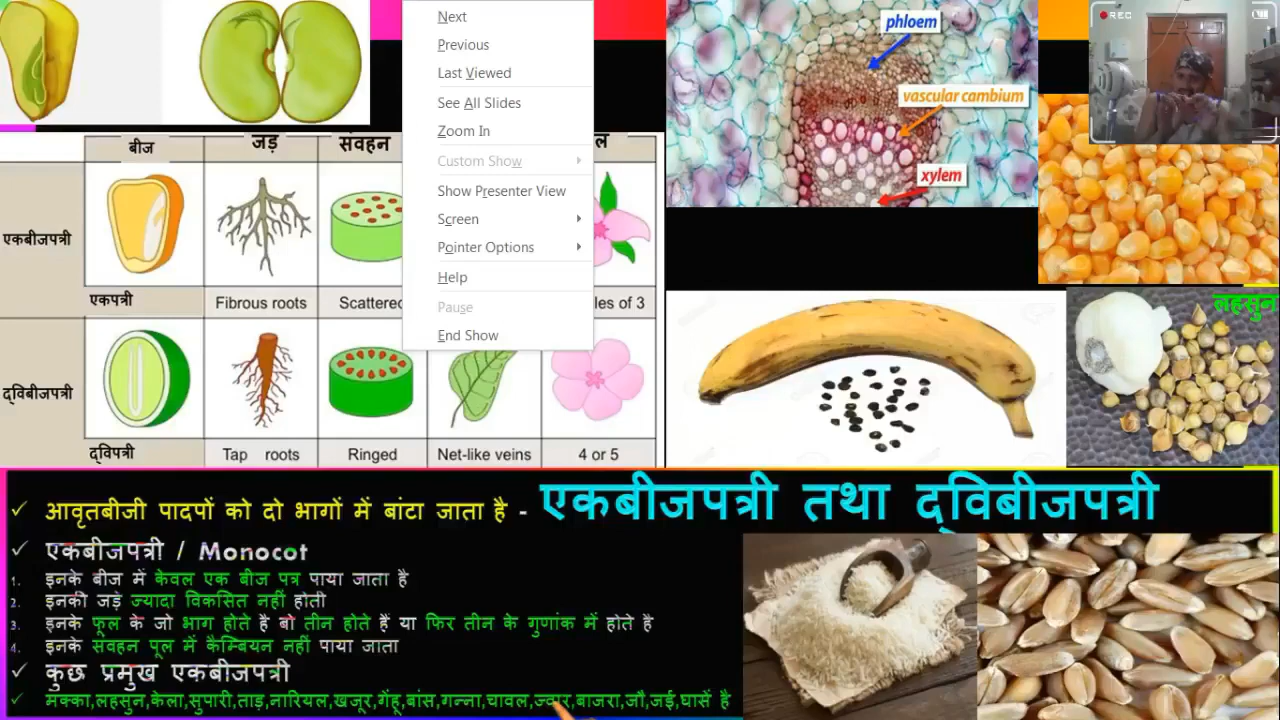 Next
Previous
Last Viewed
See All Slides
Zoom In
Custom Show
Show Presenter View
Screen
Pointer Options
Help
Pause
End Show
phloem
vascular cambium
xylem
REC
बीज
जड़
संवहन
ल
एकबीजपत्री
एकपत्री
Fibrous roots
Scattered
les of 3
द्विबीजपत्री
द्विपत्री
Tap roots
Ringed
Net-like veins
4 or 5
लहसुन
✓ आवृतबीजी पादपों को दो भागों में बांटा जाता है - एकबीजपत्री तथा द्विबीजपत्री
✓ एकबीजपत्री / Monocot
1. इनके बीज में केवल एक बीज पत्र पाया जाता है
2. इनकी जड़े ज्यादा विकसित नहीं होती
3. इनके फूल के जो भाग होते है बो तीन होते हैं या फिर तीन के गुणांक में होते है
4. इनके संवहन पूल में कैम्बियन नहीं पाया जाता
✓ कुछ प्रमुख एकबीजपत्री
✓ मक्का,लहसुन,केला,सुपारी,ताड़,नारियल,खजूर,गेंहू,बांस,गन्ना,चावल,ज्वार,बाजरा,जौ,जई,घासें है